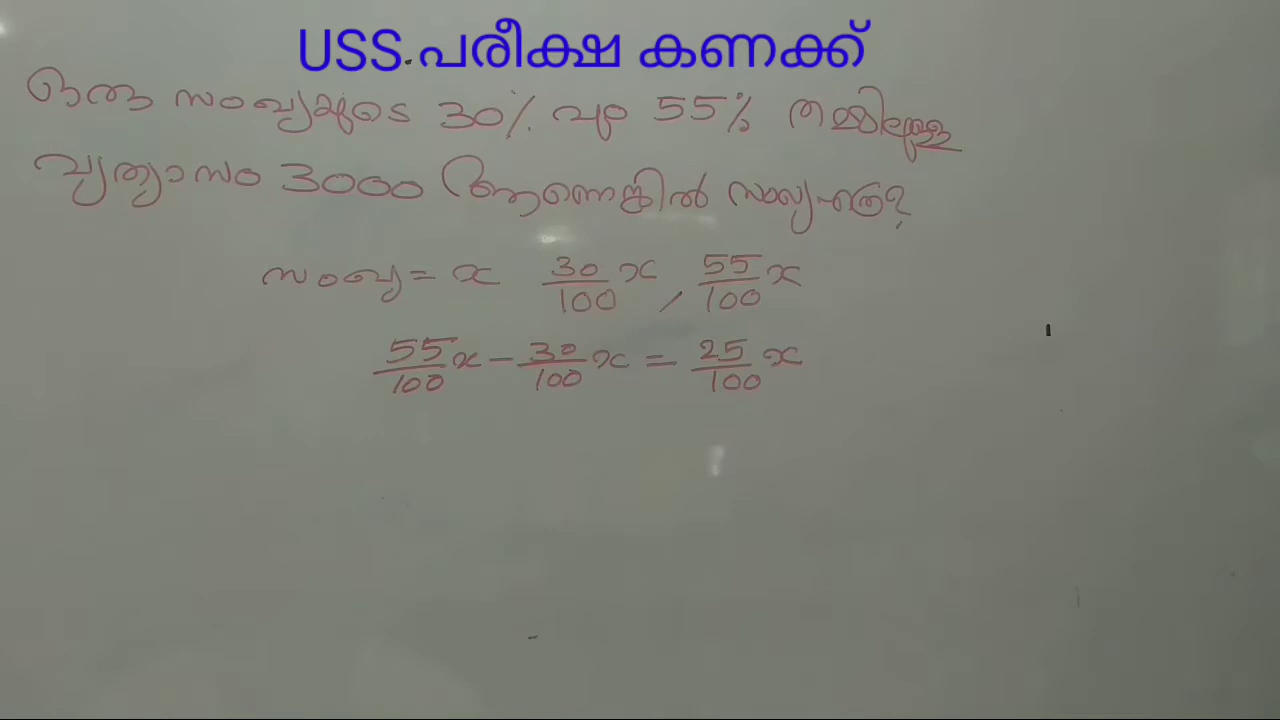 USS.പരീക്ഷ കണക്ക്
ഒരു സംഖ്യയുടെ 30% വും 55% തമ്മിലുള്ള
വ്യത്യാസം 3000 ആണെങ്കിൽ സംഖ്യഎത്ര?
സംഖ്യ = x 30/100 x, 55/100 x
55/100 x - 30/100 x = 25/100 x